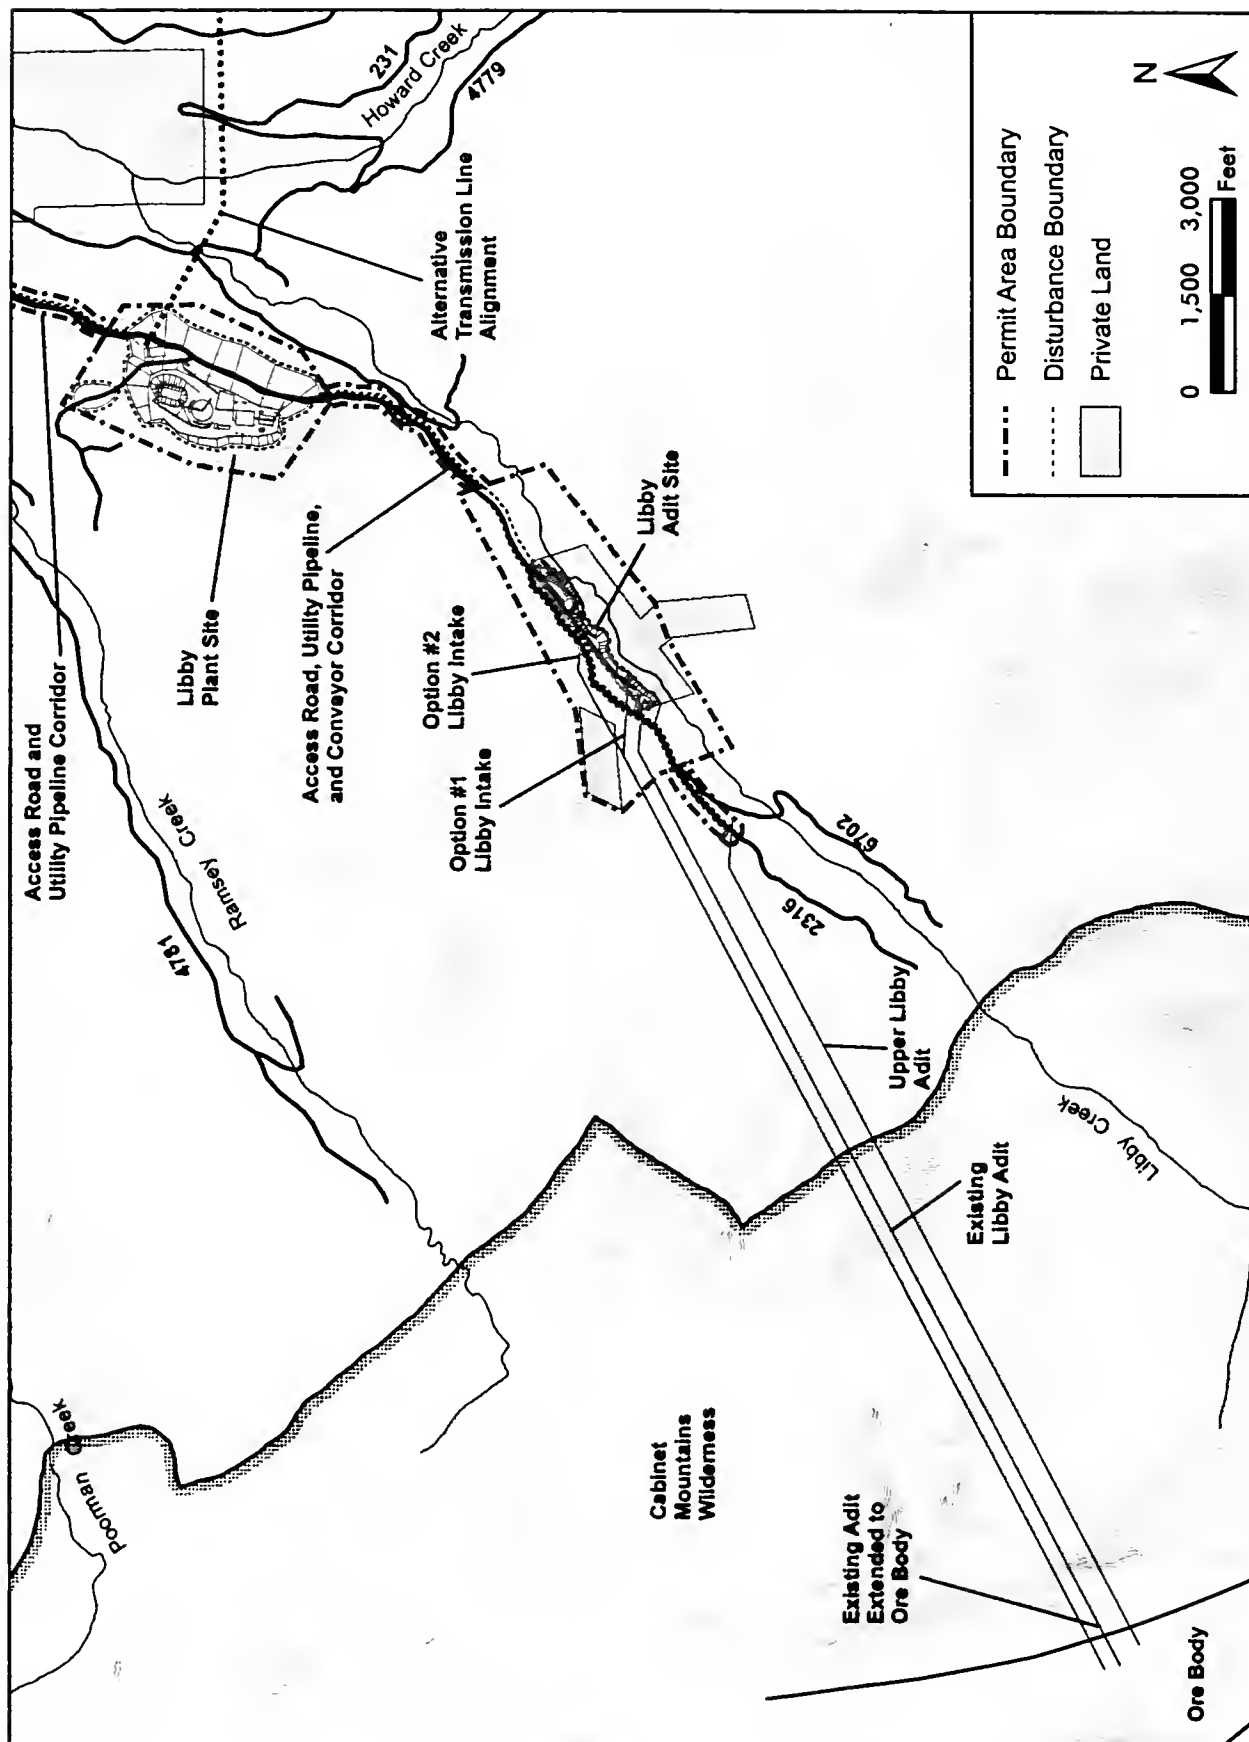 Access Road and
Utility Pipeline Corridor
Libby
Plant Site
Access Road, Utility Pipeline,
and Conveyor Corridor
Option #2
Libby Intake
Option #1
Libby Intake
Alternative
Transmission Line
Alignment
Libby
Adit Site
231
Howard Creek
4779
4781
Ramsey Creek
Poorman Creek
2316
6702
Upper Libby
Adit
Libby Creek
Existing
Libby Adit
Cabinet
Mountains
Wilderness
Existing Adit
Extended to
Ore Body
Ore Body
N
Permit Area Boundary
Disturbance Boundary
Private Land
0 1,500 3,000
Feet